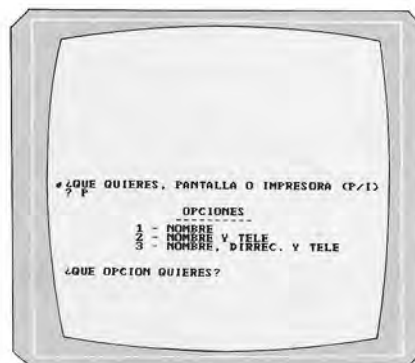 ¿QUE QUIERES, PANTALLA O IMPRESORA (P/I)
? P
OPCIONES
1 - NOMBRE
2 - NOMBRE Y TELE
3 - NOMBRE, DIRREC. Y TELE
¿QUE OPCION QUIERES?